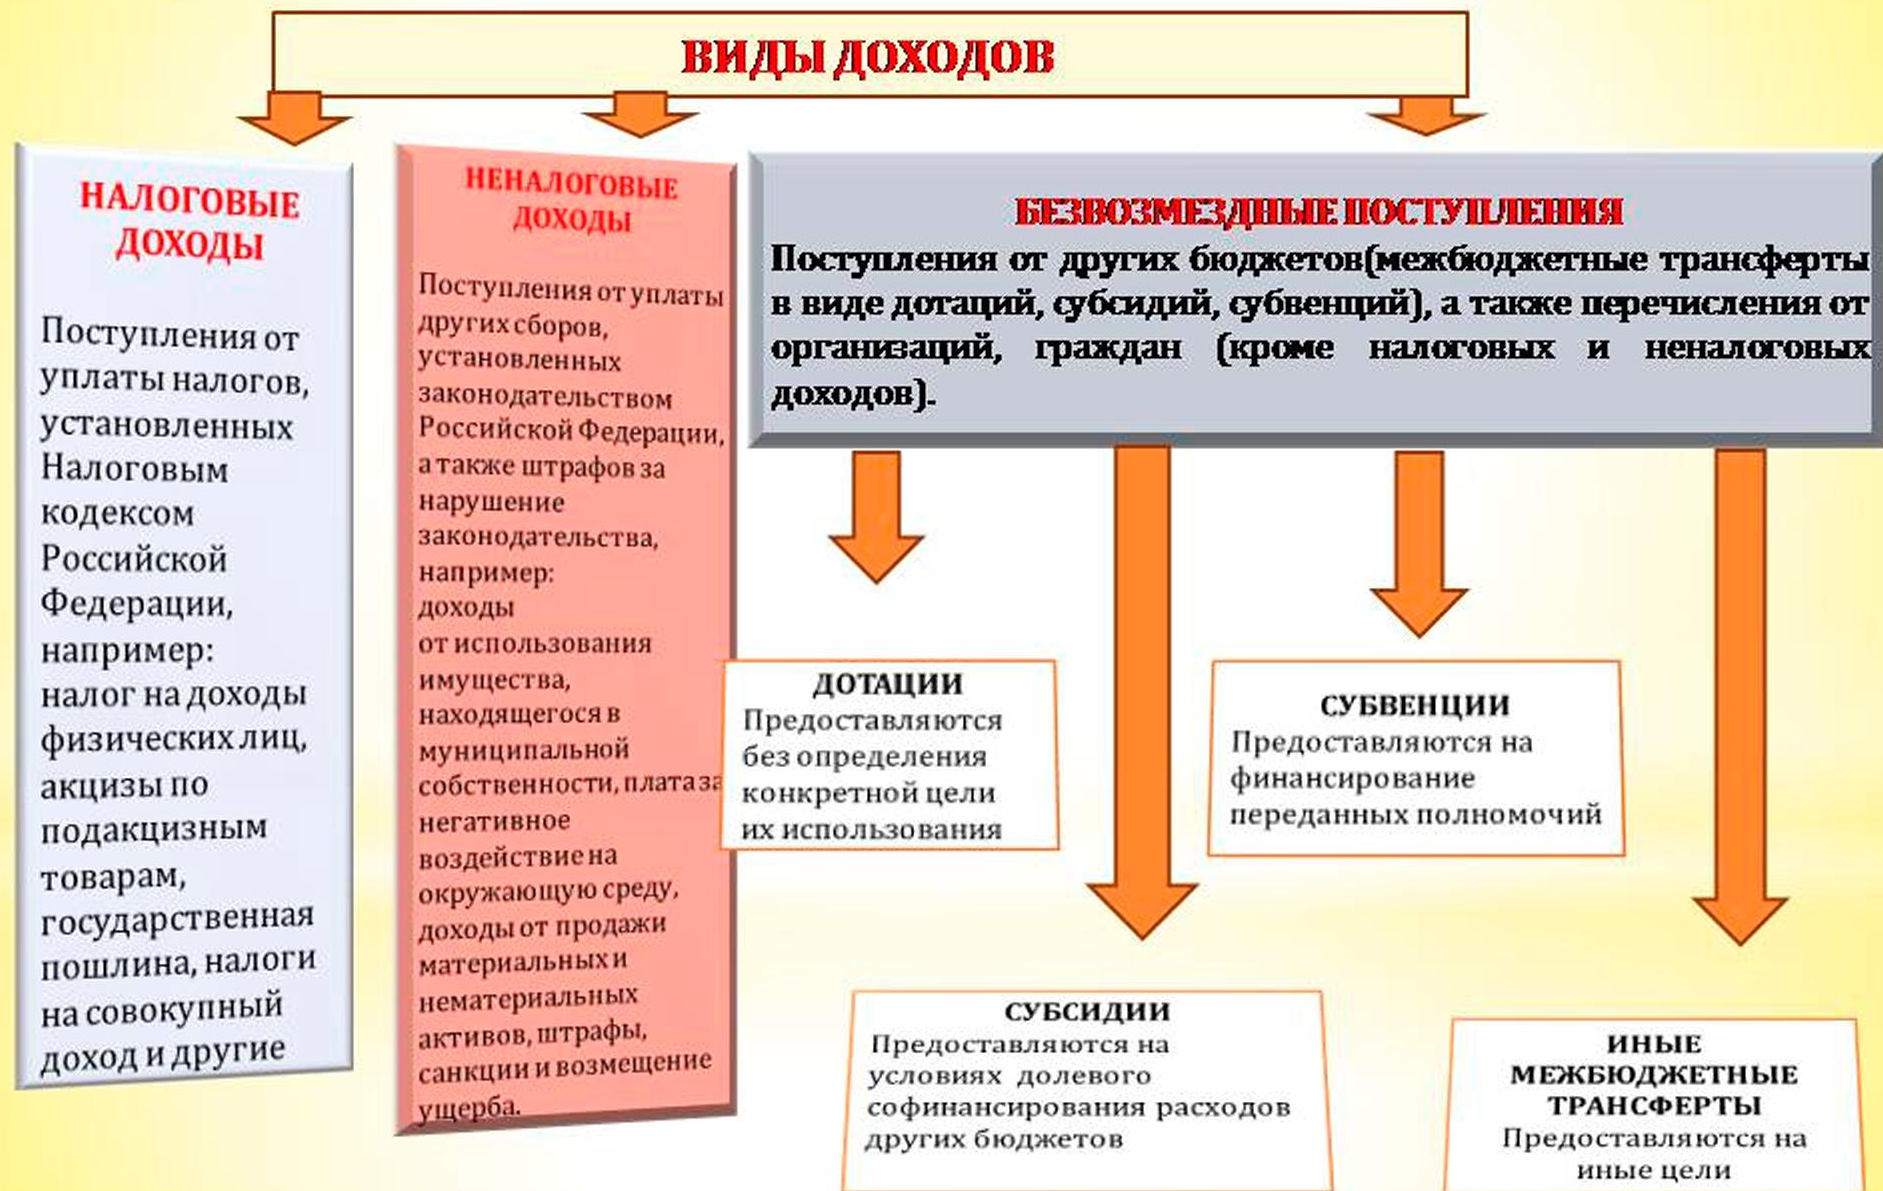 ВИДЫ ДОХОДОВ
НАЛОГОВЫЕ
ДОХОДЫ
Поступления от
уплаты налогов,
установленных
Налоговым
кодексом
Российской
Федерации,
например:
налог на доходы
физических лиц,
акцизы по
подакцизным
товарам,
государственная
пошлина, налоги
на совокупный
доход и другие
НЕНАЛОГОВЫЕ
ДОХОДЫ
Поступления от уплаты
других сборов,
установленных
законодательством
Российской Федерации,
а также штрафов за
нарушение
законодательства,
например:
доходы
от использования
имущества,
находящегося в
муниципальной
собственности, плата за
негативное
воздействие на
окружающую среду,
доходы от продажи
материальных и
нематериальных
активов, штрафы,
санкции и возмещение
ущерба.
БЕЗВОЗМЕЗДНЫЕ ПОСТУПЛЕНИЯ
Поступления от других бюджетов(межбюджетные трансферты
в виде дотаций, субсидий, субвенций), а также перечисления от
организаций, граждан (кроме налоговых и неналоговых
доходов).
ДОТАЦИИ
Предоставляются
без определения
конкретной цели
их использования
СУБВЕНЦИИ
Предоставляются на
финансирование
переданных полномочий
СУБСИДИИ
Предоставляются на
условиях долевого
софинансирования расходов
других бюджетов
ИНЫЕ
МЕЖБЮДЖЕТНЫЕ
ТРАНСФЕРТЫ
Предоставляются на
иные цели